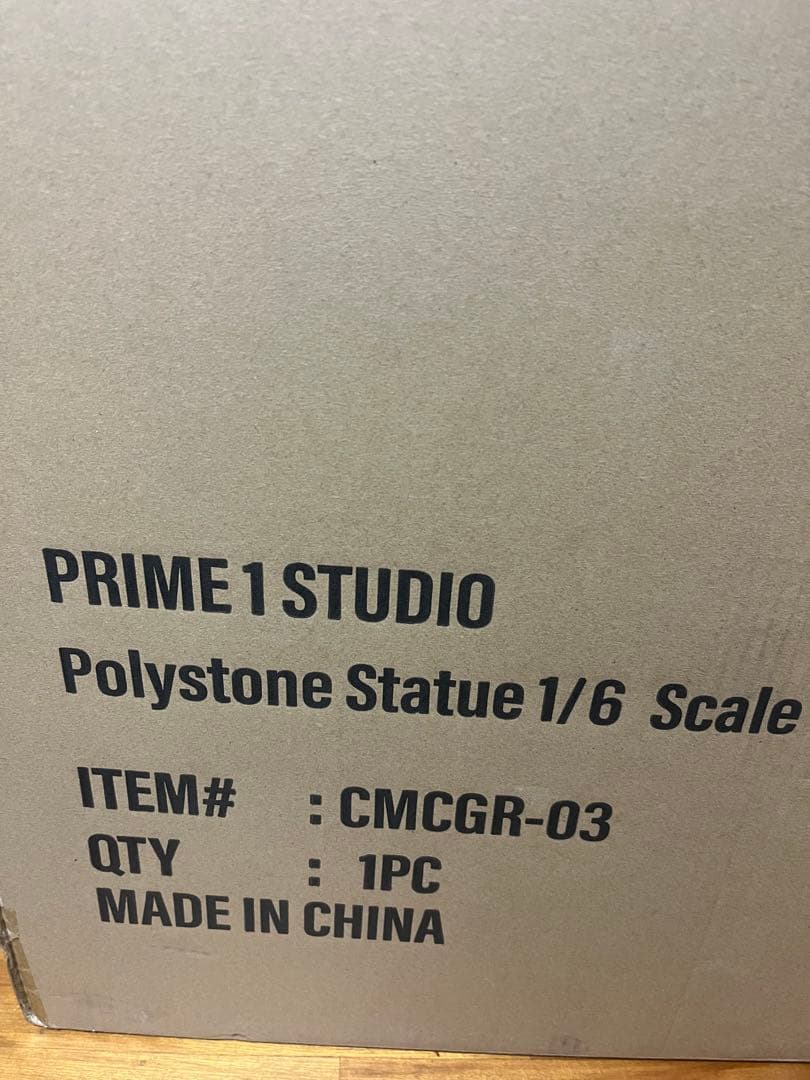 PRIME 1 STUDIO
Polystone Statue 1/6 Scale
ITEM# : CMCGR-03
QTY : 1PC
MADE IN CHINA